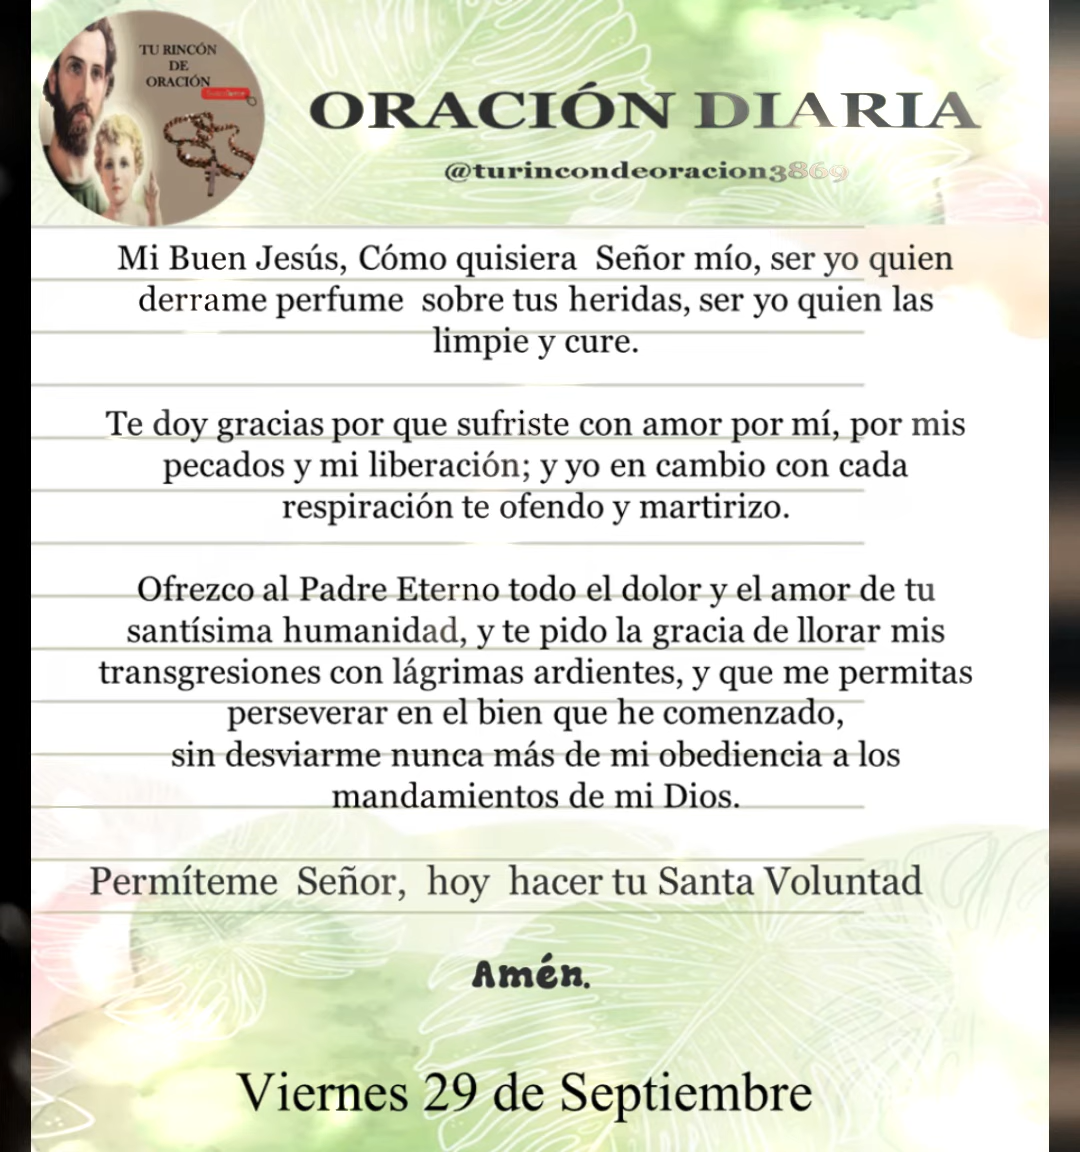 TU RINCÓN
DE
ORACIÓN
ORACIÓN DIARIA
@turincondeoracion3869
Mi Buen Jesús, Cómo quisiera Señor mío, ser yo quien
derrame perfume sobre tus heridas, ser yo quien las
limpie y cure.
Te doy gracias por que sufriste con amor por mí, por mis
pecados y mi liberación; y yo en cambio con cada
respiración te ofendo y martirizo.
Ofrezco al Padre Eterno todo el dolor y el amor de tu
santísima humanidad, y te pido la gracia de llorar mis
transgresiones con lágrimas ardientes, y que me permitas
perseverar en el bien que he comenzado,
sin desviarme nunca más de mi obediencia a los
mandamientos de mi Dios.
Permíteme Señor, hoy hacer tu Santa Voluntad
Amén.
Viernes 29 de Septiembre